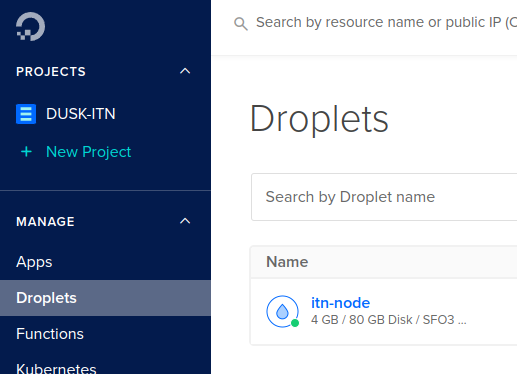 PROJECTS
DUSK-ITN
+ New Project
MANAGE
Apps
Droplets
Functions
Kubernetes
Search by resource name or public IP (C
Droplets
Search by Droplet name
Name
itn-node
4 GB / 80 GB Disk / SFO3 ...